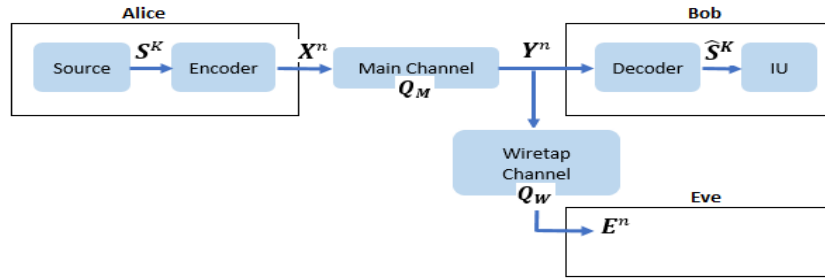 Alice
Bob
Source
S^K
Encoder
X^n
Main Channel
Q_M
Y^n
Decoder
Ŝ^K
IU
Wiretap
Channel
Q_W
Eve
E^n